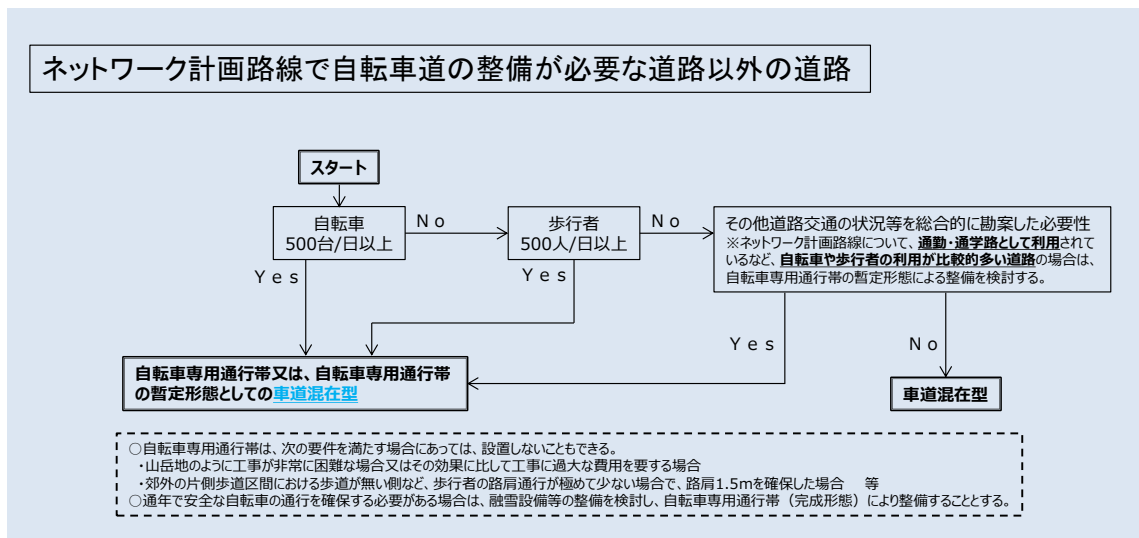 ネットワーク計画路線で自転車道の整備が必要な道路以外の道路
スタート
自転車
500台/日以上
No
歩行者
500人/日以上
No
その他道路交通の状況等を総合的に勘案した必要性
※ネットワーク計画路線について、通勤・通学路として利用されて
いるなど、自転車や歩行者の利用が比較的多い道路の場合は、
自転車専用通行帯の暫定形態による整備を検討する。
Yes
Yes
Yes
No
自転車専用通行帯又は、自転車専用通行帯
の暫定形態としての車道混在型
車道混在型
○自転車専用通行帯は、次の要件を満たす場合にあっては、設置しないこともできる。
・山岳地のように工事が非常に困難な場合又はその効果に比して工事に過大な費用を要する場合
・郊外の片側歩道区間における歩道が無い側など、歩行者の路肩通行が極めて少ない場合で、路肩1.5mを確保した場合 等
○通年で安全な自転車の通行を確保する必要がある場合は、融雪設備等の整備を検討し、自転車専用通行帯（完成形態）により整備することとする。